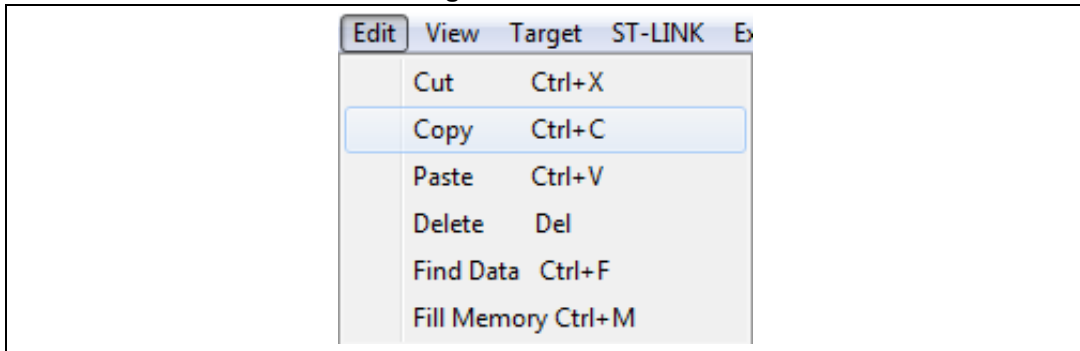 Edit View Target ST-LINK
Cut Ctrl+X
Copy Ctrl+C
Paste Ctrl+V
Delete Del
Find Data Ctrl+F
Fill Memory Ctrl+M